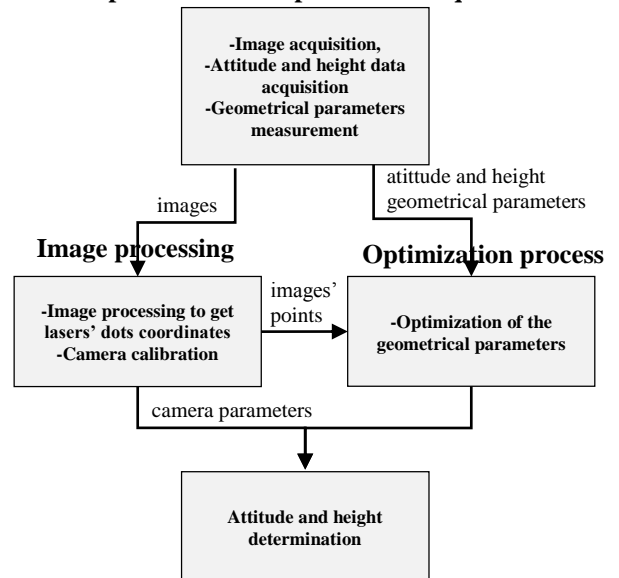 -Image acquisition,
-Attitude and height data
acquisition
-Geometrical parameters
measurement
images
atittude and height
geometrical parameters
Image processing
Optimization process
-Image processing to get
lasers’ dots coordinates
-Camera calibration
images’
points
-Optimization of the
geometrical parameters
camera parameters
Attitude and height
determination